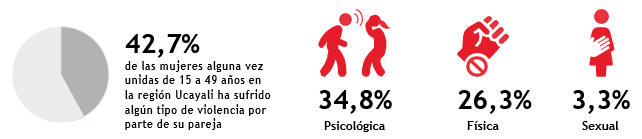 42,7%
de las mujeres alguna vez
unidas de 15 a 49 años en
la región Ucayali ha sufrido
algún tipo de violencia por
parte de su pareja
34,8%
Psicológica
26,3%
Física
3,3%
Sexual